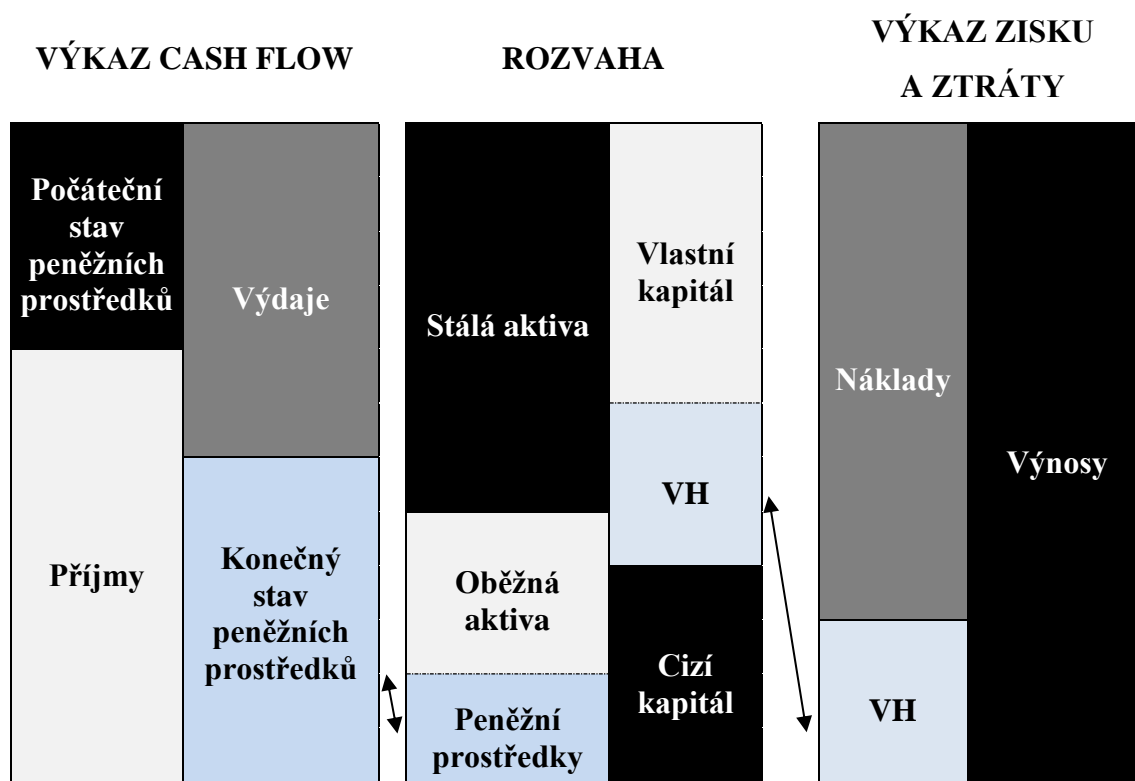 VÝKAZ CASH FLOW
ROZVAHA
VÝKAZ ZISKU
A ZTRÁTY
Počáteční
stav
peněžních
prostředků
Příjmy
Výdaje
Konečný
stav
peněžních
prostředků
Stálá aktiva
Oběžná
aktiva
Peněžní
prostředky
Vlastní
kapitál
VH
Cizí
kapitál
Náklady
VH
Výnosy